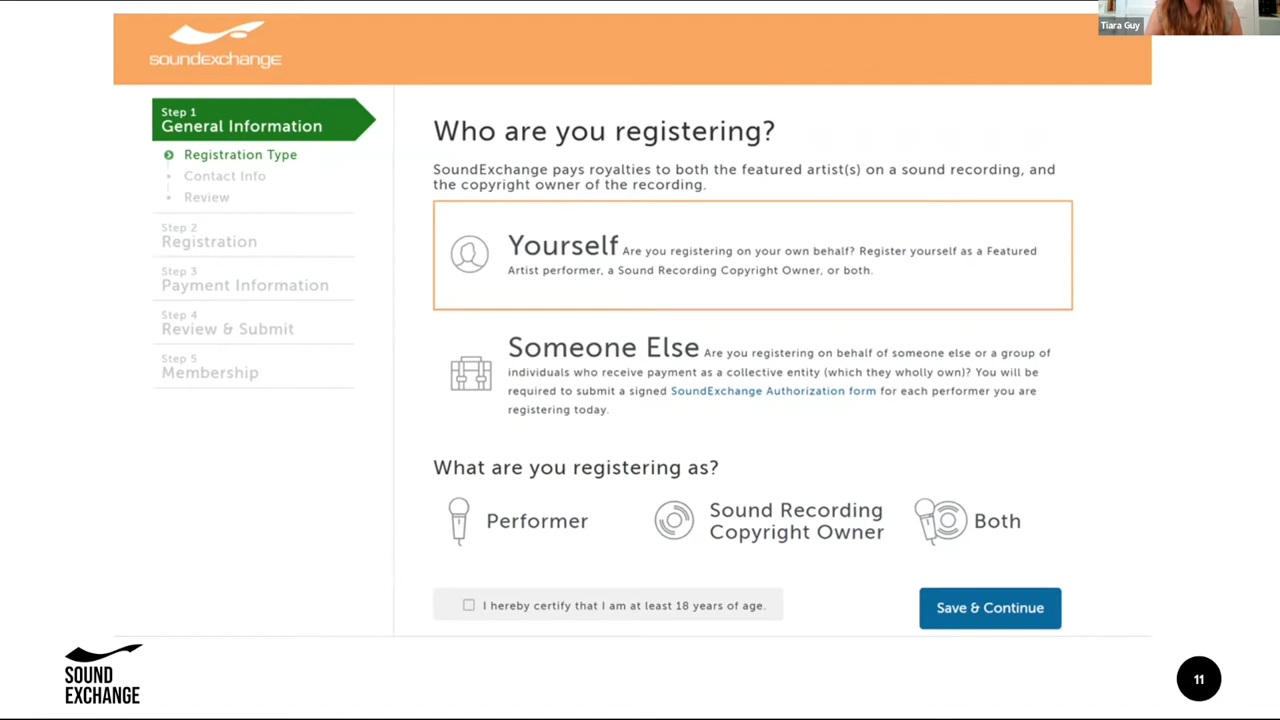 Tiara Guy
soundexchange
Step 1
General Information
Registration Type
Contact Info
Review
Step 2
Registration
Step 3
Payment Information
Step 4
Review & Submit
Step 5
Membership
Who are you registering?
SoundExchange pays royalties to both the featured artist(s) on a sound recording, and
the copyright owner of the recording.
Yourself Are you registering on your own behalf? Register yourself as a Featured
Artist performer, a Sound Recording Copyright Owner, or both.
Someone Else Are you registering on behalf of someone else or a group of
individuals who receive payment as a collective entity (which they wholly own)? You will be
required to submit a signed SoundExchange Authorization form for each performer you are
registering today.
What are you registering as?
Performer
Sound Recording
Copyright Owner
Both
I hereby certify that I am at least 18 years of age.
Save & Continue
SOUND
EXCHANGE
11